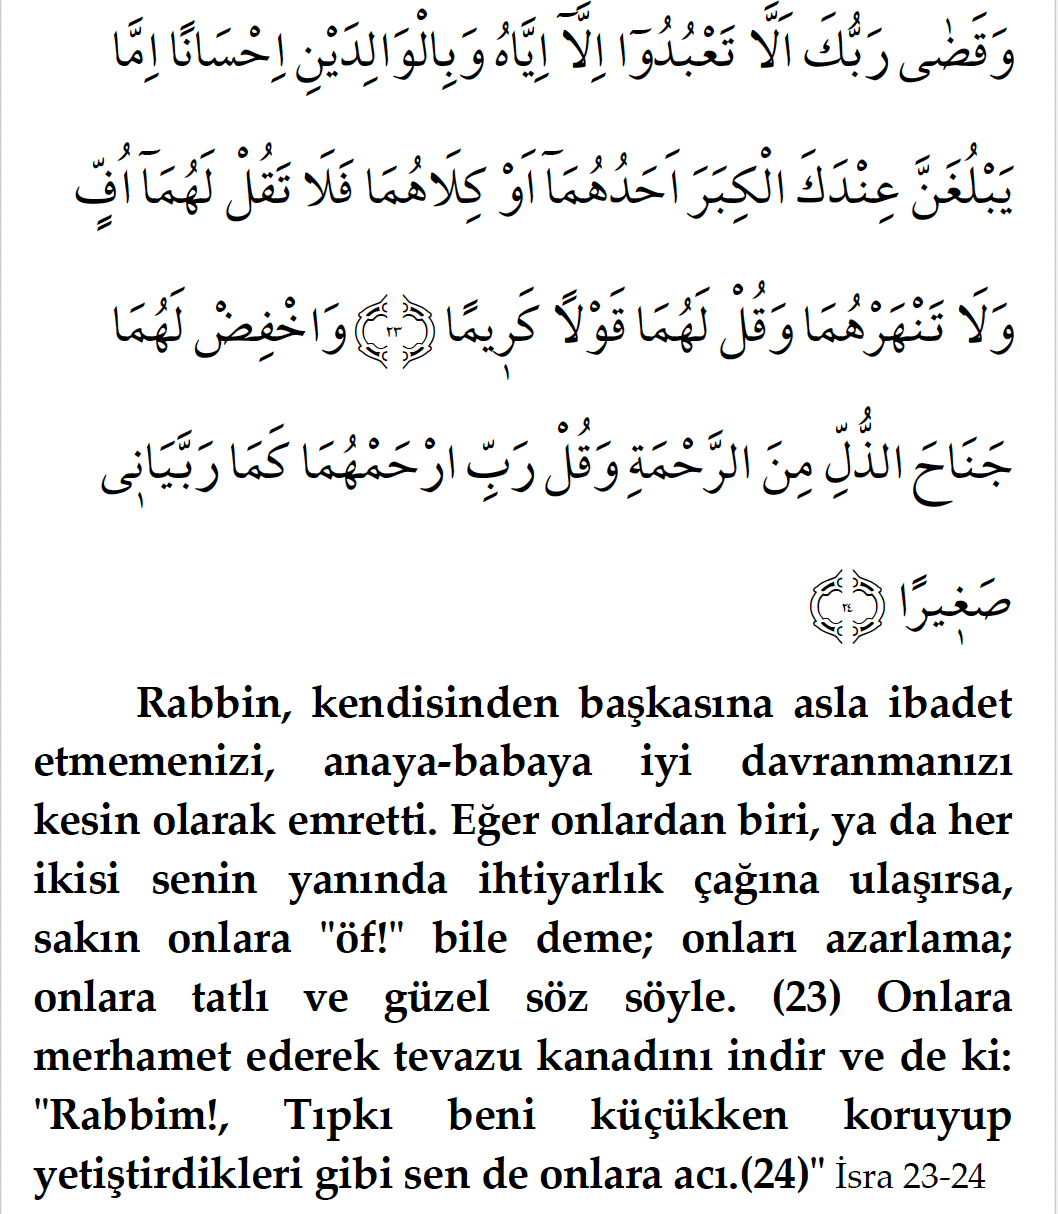 وَقَضٰى رَبُّكَ اَلَّا تَعْبُدُوٓا اِلَّٓا اِيَّاهُ وَبِالْوَالِدَيْنِ اِحْسَانًا اِمَّا
يَبْلُغَنَّ عِنْدَكَ الْكِبَرَ اَحَدُهُمَٓا اَوْ كِلَاهُمَا فَلَا تَقُلْ لَهُمَٓا اُفٍّ
وَلَا تَنْهَرْهُمَا وَقُلْ لَهُمَا قَوْلًا كَرٖيمًا ﴿٢٣﴾ وَاخْفِضْ لَهُمَا
جَنَاحَ الذُّلِّ مِنَ الرَّحْمَةِ وَقُلْ رَبِّ ارْحَمْهُمَا كَمَا رَبَّيَانٖى
صَغٖيرًا ﴿٢٤﴾
Rabbin, kendisinden başkasına asla ibadet
etmemenizi, anaya-babaya iyi davranmanızı
kesin olarak emretti. Eğer onlardan biri, ya da her
ikisi senin yanında ihtiyarlık çağına ulaşırsa,
sakın onlara "öf!" bile deme; onları azarlama;
onlara tatlı ve güzel söz söyle. (23) Onlara
merhamet ederek tevazu kanadını indir ve de ki:
"Rabbim!, Tıpkı beni küçükken koruyup
yetiştirdikleri gibi sen de onlara acı.(24)" İsra 23-24